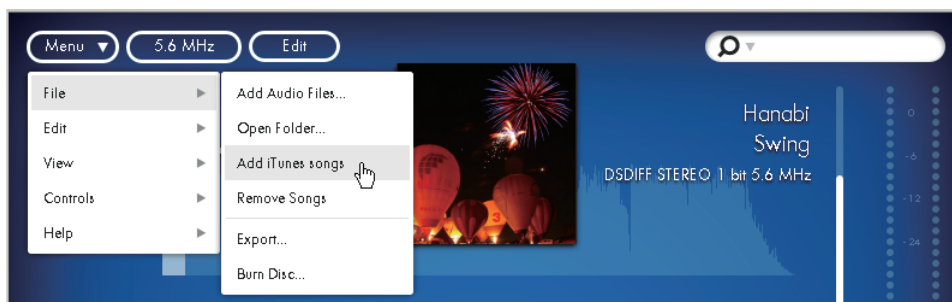 Menu ▼ 5.6 MHz Edit
File
Edit
View
Controls
Help
Add Audio Files...
Open Folder...
Add iTunes songs
Remove Songs
Export...
Burn Disc...
3
Hanabi
Swing
DSDIFF STEREO 1 bit 5.6 MHz
0
-6
-12
-24